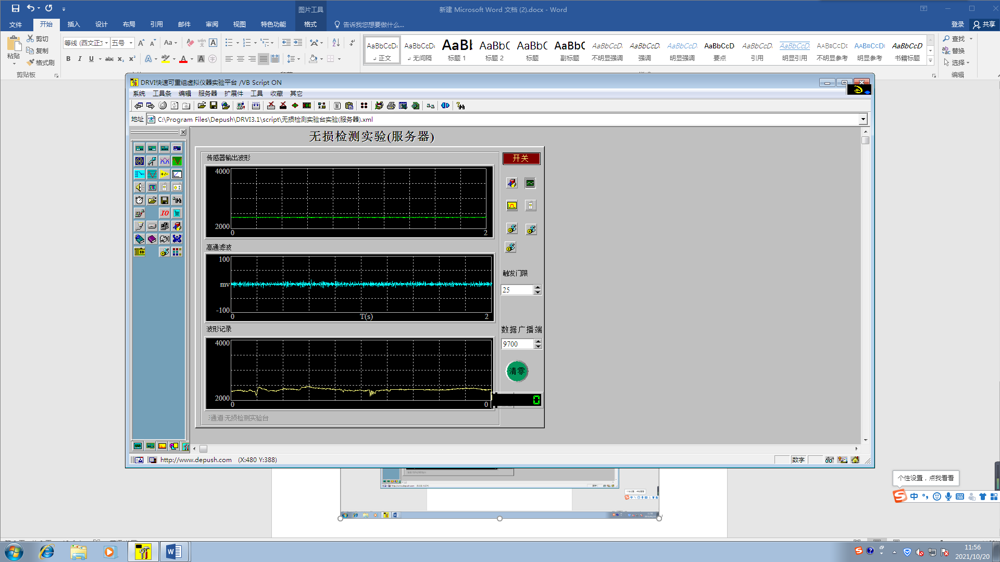 图片工具
新建 Microsoft Word 文档 (2).docx - Word
文件 开始 插入 设计 布局 引用 邮件 审阅 视图 特色功能 格式 告诉我您想要做什么... 登录 共享
粘贴 剪切 复制 格式刷
剪贴板
等线 (西文正 五号
AaBbCcDc AaBbCcDc AaBb AaBbC AaBbC AaBbC AaBbCcD AaBbCcD AaBbCcD AaBbCcD AaBbCcD AaBbCcD AaBbCcDc AaBbCcD AaBbCcD
正文 无间隔 标题 1 标题 2 标题 副标题 不明显强调 强调 明显强调 要点 引用 明显引用 不明显参考 明显参考 书籍标题
查找
替换
选择
编辑
DRVI快速可重组虚拟仪器实验平台 /VB Script ON
系统 工具条 编辑 服务器 扩展件 工具 收藏 其它
地址 C:\Program Files\Depush\DRVI3.1\script\无损检测实验台实验(服务器).xml
无损检测实验(服务器)
传感器输出波形
开关
4000
2000
0 2
高通滤波
100
mv
-100
0 T(s) 2
触发门限
25
波形记录
数据广播端
9700
4000
2000
0 0
清零
0
通道:无损检测实验台
http://www.depush.com (X:480 Y:388)
数字
个性设置，点我看看
中
11:56
2021/10/20